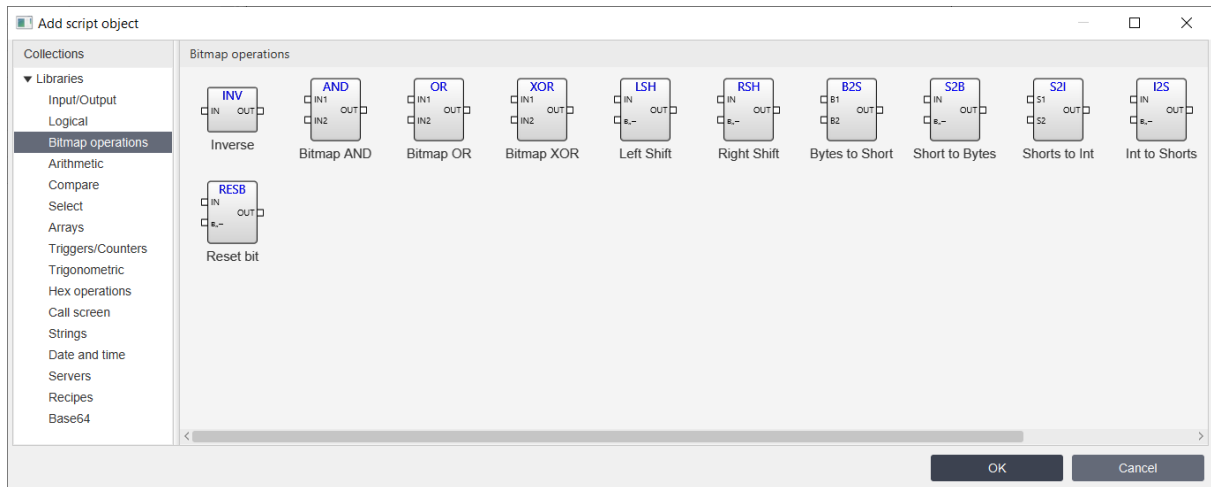 Add script object
Collections
Bitmap operations
Libraries
Input/Output
Logical
Bitmap operations
Arithmetic
Compare
Select
Arrays
Triggers/Counters
Trigonometric
Hex operations
Call screen
Strings
Date and time
Servers
Recipes
Base64
INV
IN OUT
Inverse
AND
IN1
OUT
IN2
Bitmap AND
OR
IN1
OUT
IN2
Bitmap OR
XOR
IN1
OUT
IN2
Bitmap XOR
LSH
IN
OUT
B..~
Left Shift
RSH
IN
OUT
B..~
Right Shift
B2S
B1
OUT
B2
Bytes to Short
S2B
IN
OUT
B..~
Short to Bytes
S2I
S1
OUT
S2
Shorts to Int
I2S
IN
OUT
B..~
Int to Shorts
RESB
IN
OUT
B..~
Reset bit
OK
Cancel